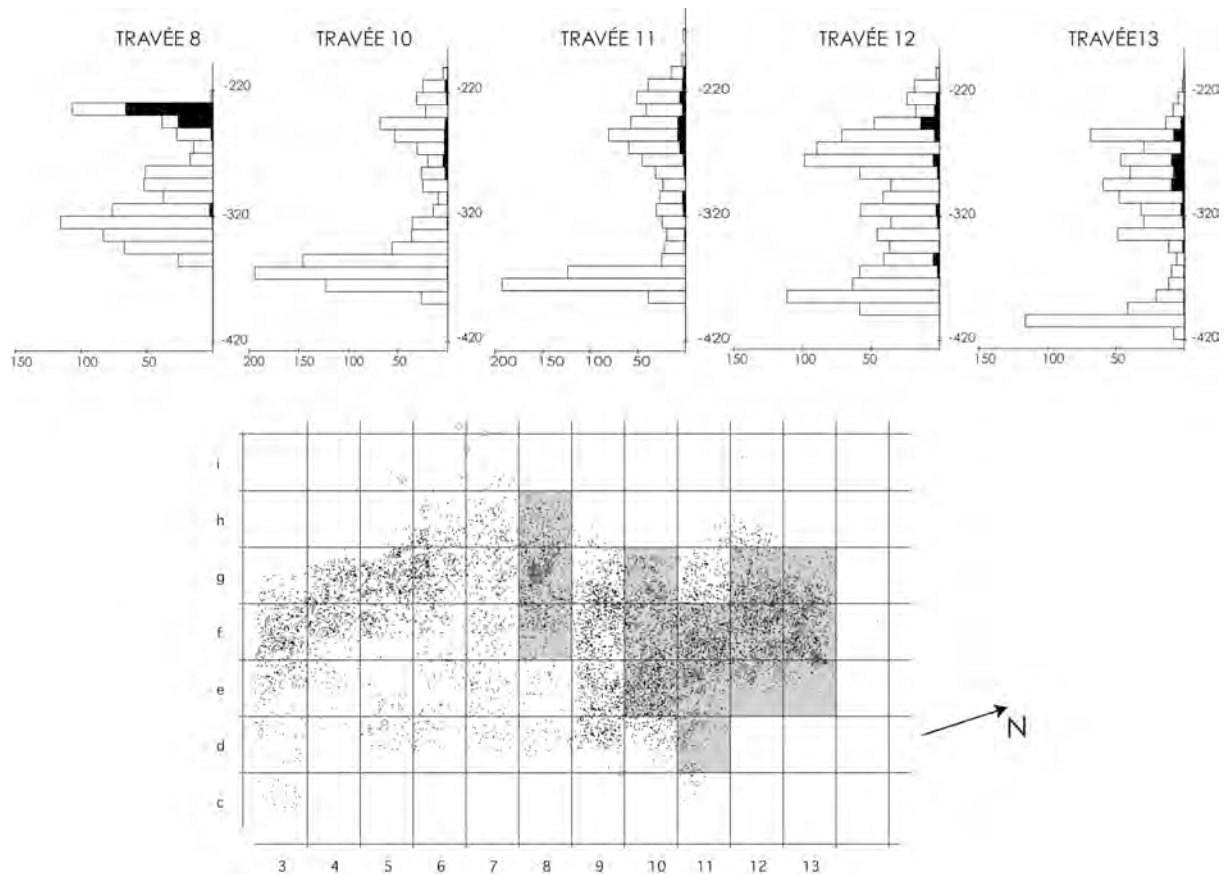 TRAVÉE 8 TRAVÉE 10 TRAVÉE 11 TRAVÉE 12 TRAVÉE13
-220 -220 -220 -220 -220
-320 -320 -320 -320 -320
-420 -420 -420 -420 -420
150 100 50 200 150 100 50 200 150 100 50 150 100 50 150 100 50
i
h
g
f
e
d
c
N
3 4 5 6 7 8 9 10 11 12 13